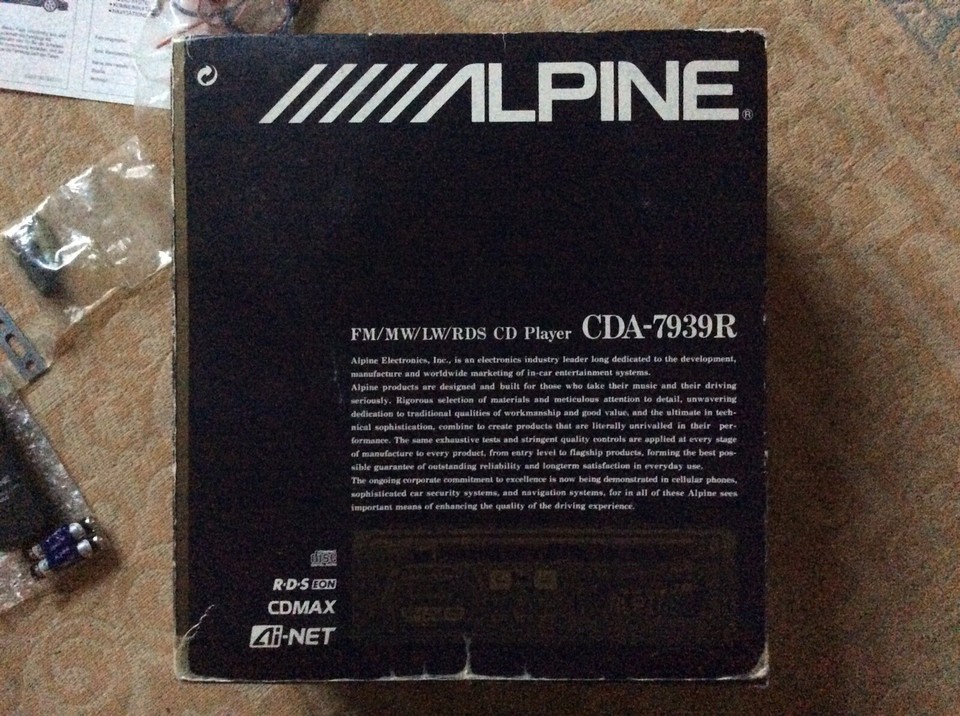 ALPINE®
FM/MW/LW/RDS CD Player CDA-7939R
Alpine Electronics, Inc., is an electronics industry leader long dedicated to the development,
manufacture and worldwide marketing of in-car entertainment systems.
Alpine products are designed and built for those who take their music and their driving
seriously. Rigorous selection of materials and meticulous attention to detail, unwavering
dedication to traditional qualities of workmanship and good value, and the ultimate in tech-
nical sophistication, combine to create products that are literally unrivalled in their per-
formance. The same exhaustive tests and stringent quality controls are applied at every stage
of manufacture to every product, from entry level to flagship products, forming the best pos-
sible guarantee of outstanding reliability and longterm satisfaction in everyday use.
The ongoing corporate commitment to excellence is now being demonstrated in cellular phones,
sophisticated car security systems, and navigation systems, for in all of these Alpine sees
important means of enhancing the quality of the driving experience.
disc
R·D·S EON
CDMAX
Ai-NET